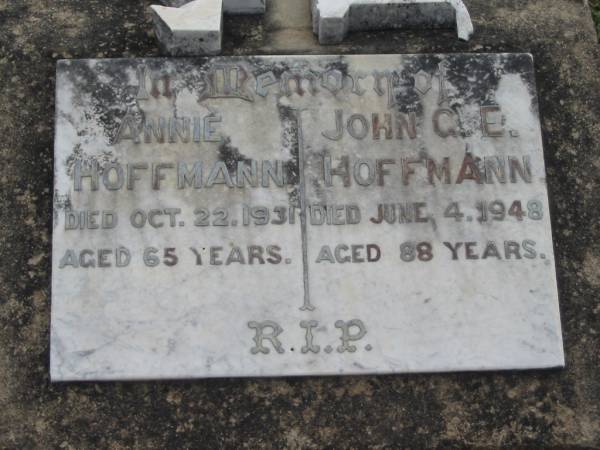 In Memory of
ANNIE
HOFFMANN
DIED OCT. 22. 1931
AGED 65 YEARS.
JOHN G. E.
HOFFMANN
DIED JUNE, 4. 1948
AGED 88 YEARS.
R.I.P.